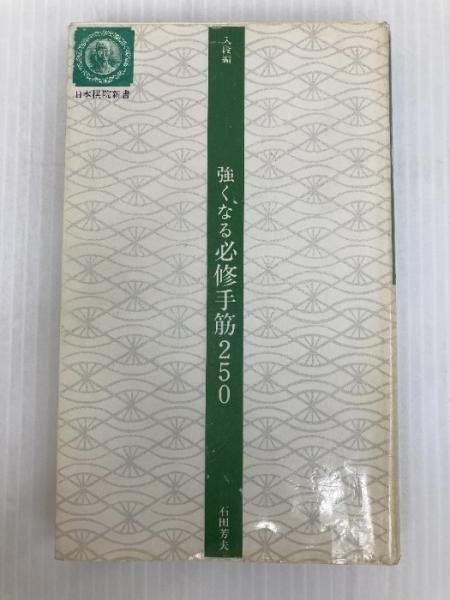 日本棋院新書
入段編
強くなる必修手筋250
石田芳夫